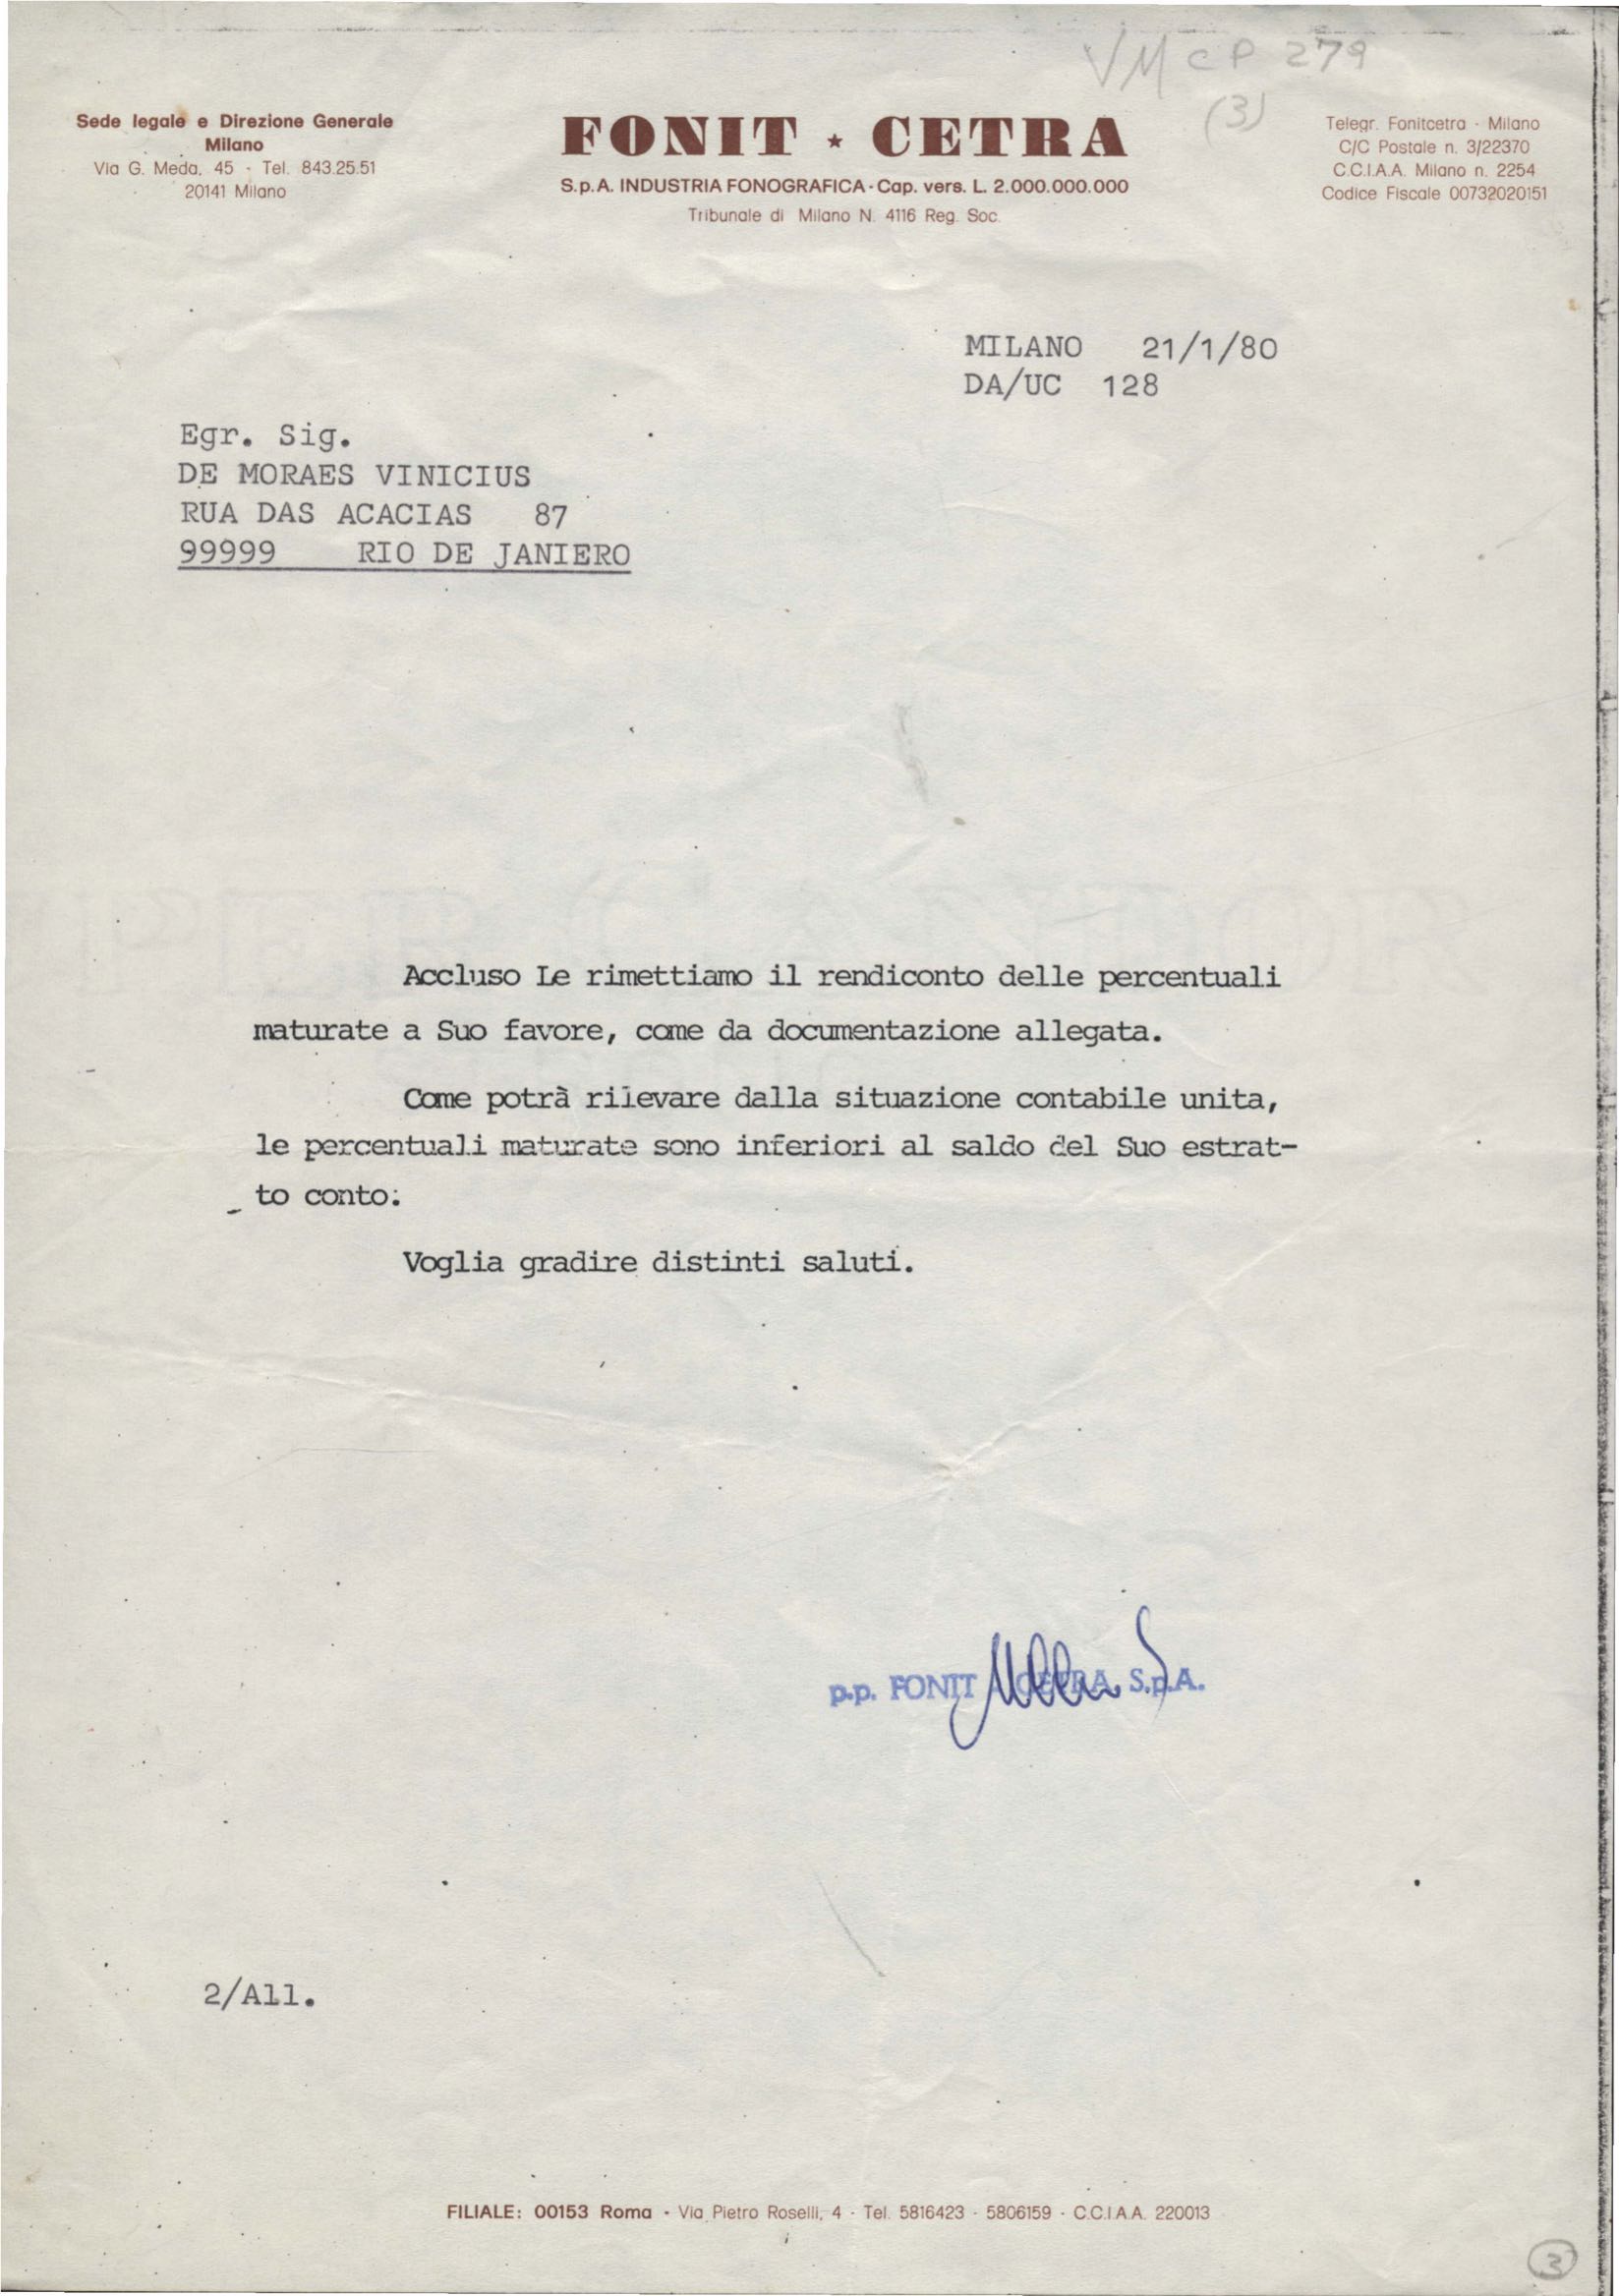 VM CP 279
(3)
Sede legale e Direzione Generale
Milano
Via G. Meda, 45 - Tel. 843.25.51
20141 Milano
FONIT ★ CETRA
S.p.A. INDUSTRIA FONOGRAFICA - Cap. vers. L. 2.000.000.000
Tribunale di Milano N. 4116 Reg. Soc.
Telegr. Fonitcetra - Milano
C/C Postale n. 3/22370
C.C.I.A.A. Milano n. 2254
Codice Fiscale 00732020151
MILANO 21/1/80
DA/UC 128
Egr. Sig.
DE MORAES VINICIUS
RUA DAS ACACIAS 87
99999 RIO DE JANIERO
Accluso Le rimettiamo il rendiconto delle percentuali
maturate a Suo favore, come da documentazione allegata.
Come potrà rilevare dalla situazione contabile unita,
le percentuali maturate sono inferiori al saldo del Suo estrat-
to conto.
Voglia gradire distinti saluti.
p.p. FONIT CETRA S.p.A.
2/All.
FILIALE: 00153 Roma - Via Pietro Roselli, 4 - Tel. 5816423 - 5806159 - C.C.I.A.A. 220013
3